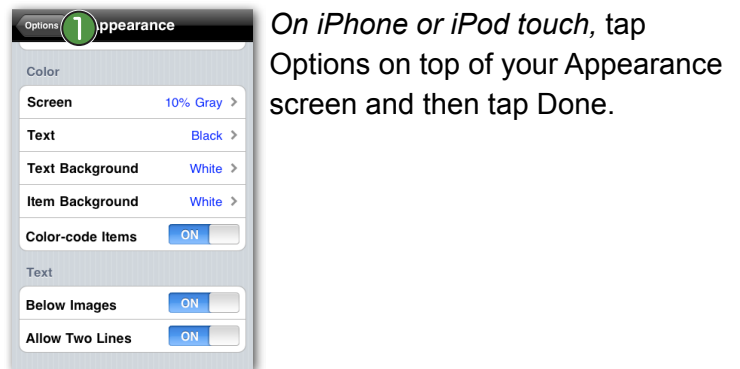 Options 1 ppearance
Color
Screen 10% Gray >
Text Black >
Text Background White >
Item Background White >
Color-code Items ON
Text
Below Images ON
Allow Two Lines ON
On iPhone or iPod touch, tap
Options on top of your Appearance
screen and then tap Done.